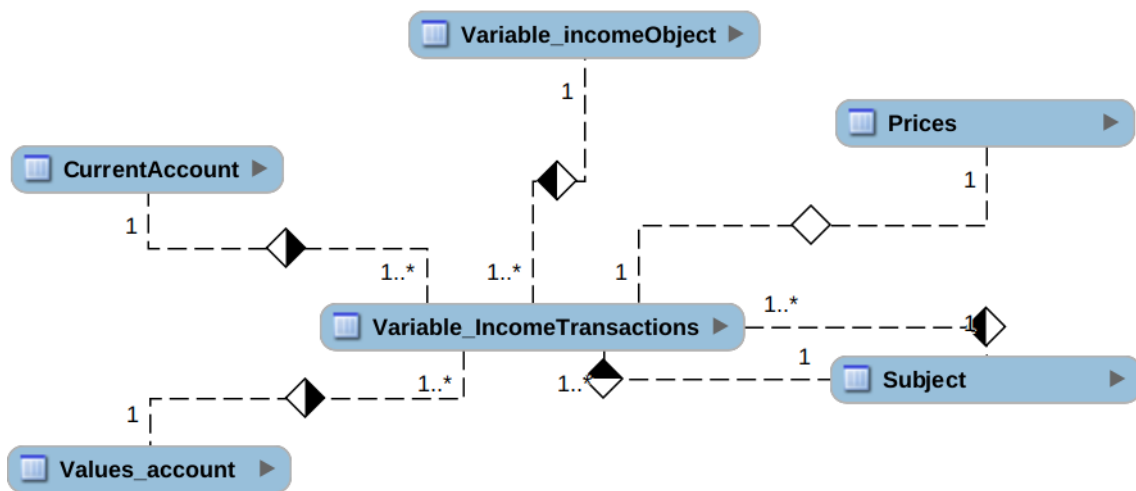 Variable_incomeObject
1
Prices
1
CurrentAccount
1
1..*
1..*
1
Variable_IncomeTransactions
1..*
1
1
Subject
1..*
1..*
1
Values_account